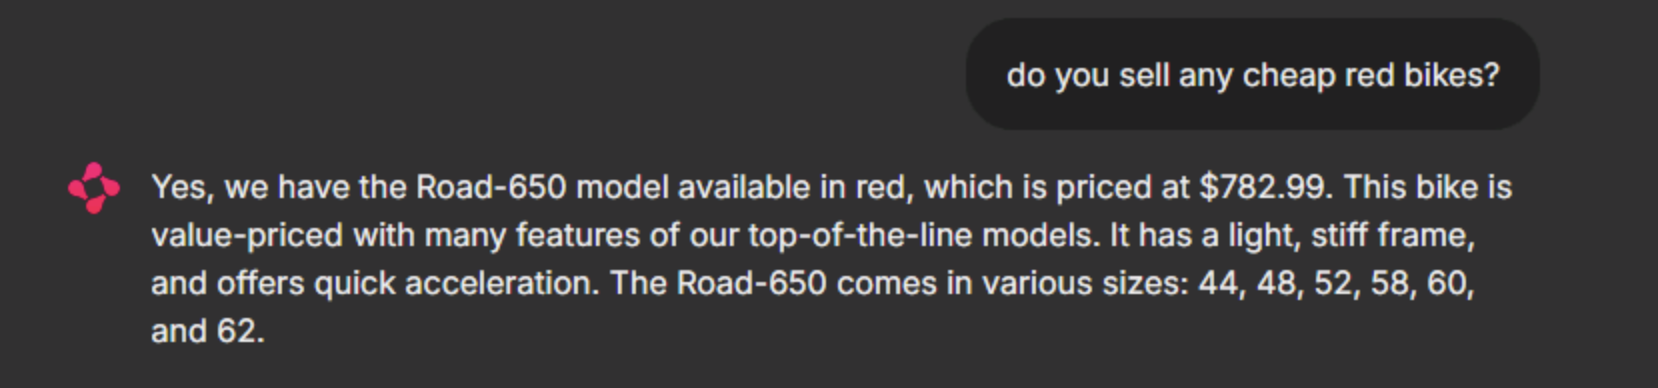 do you sell any cheap red bikes?
Yes, we have the Road-650 model available in red, which is priced at $782.99. This bike is
value-priced with many features of our top-of-the-line models. It has a light, stiff frame,
and offers quick acceleration. The Road-650 comes in various sizes: 44, 48, 52, 58, 60,
and 62.